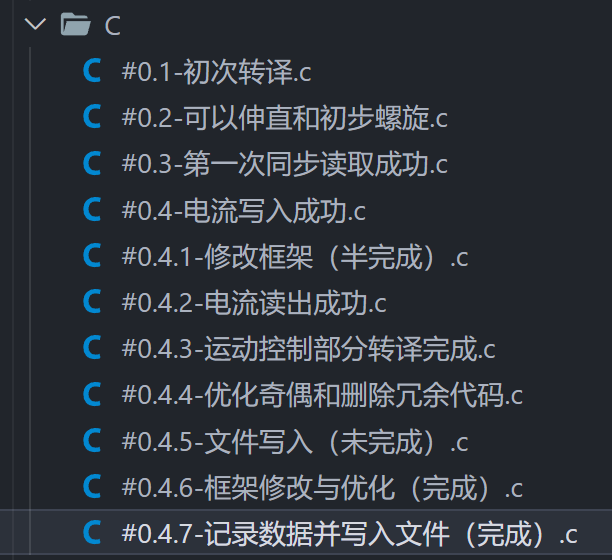 C
C #0.1-初次转译.c
C #0.2-可以伸直和初步螺旋.c
C #0.3-第一次同步读取成功.c
C #0.4-电流写入成功.c
C #0.4.1-修改框架（半完成）.c
C #0.4.2-电流读出成功.c
C #0.4.3-运动控制部分转译完成.c
C #0.4.4-优化奇偶和删除冗余代码.c
C #0.4.5-文件写入（未完成）.c
C #0.4.6-框架修改与优化（完成）.c
C #0.4.7-记录数据并写入文件（完成）.c